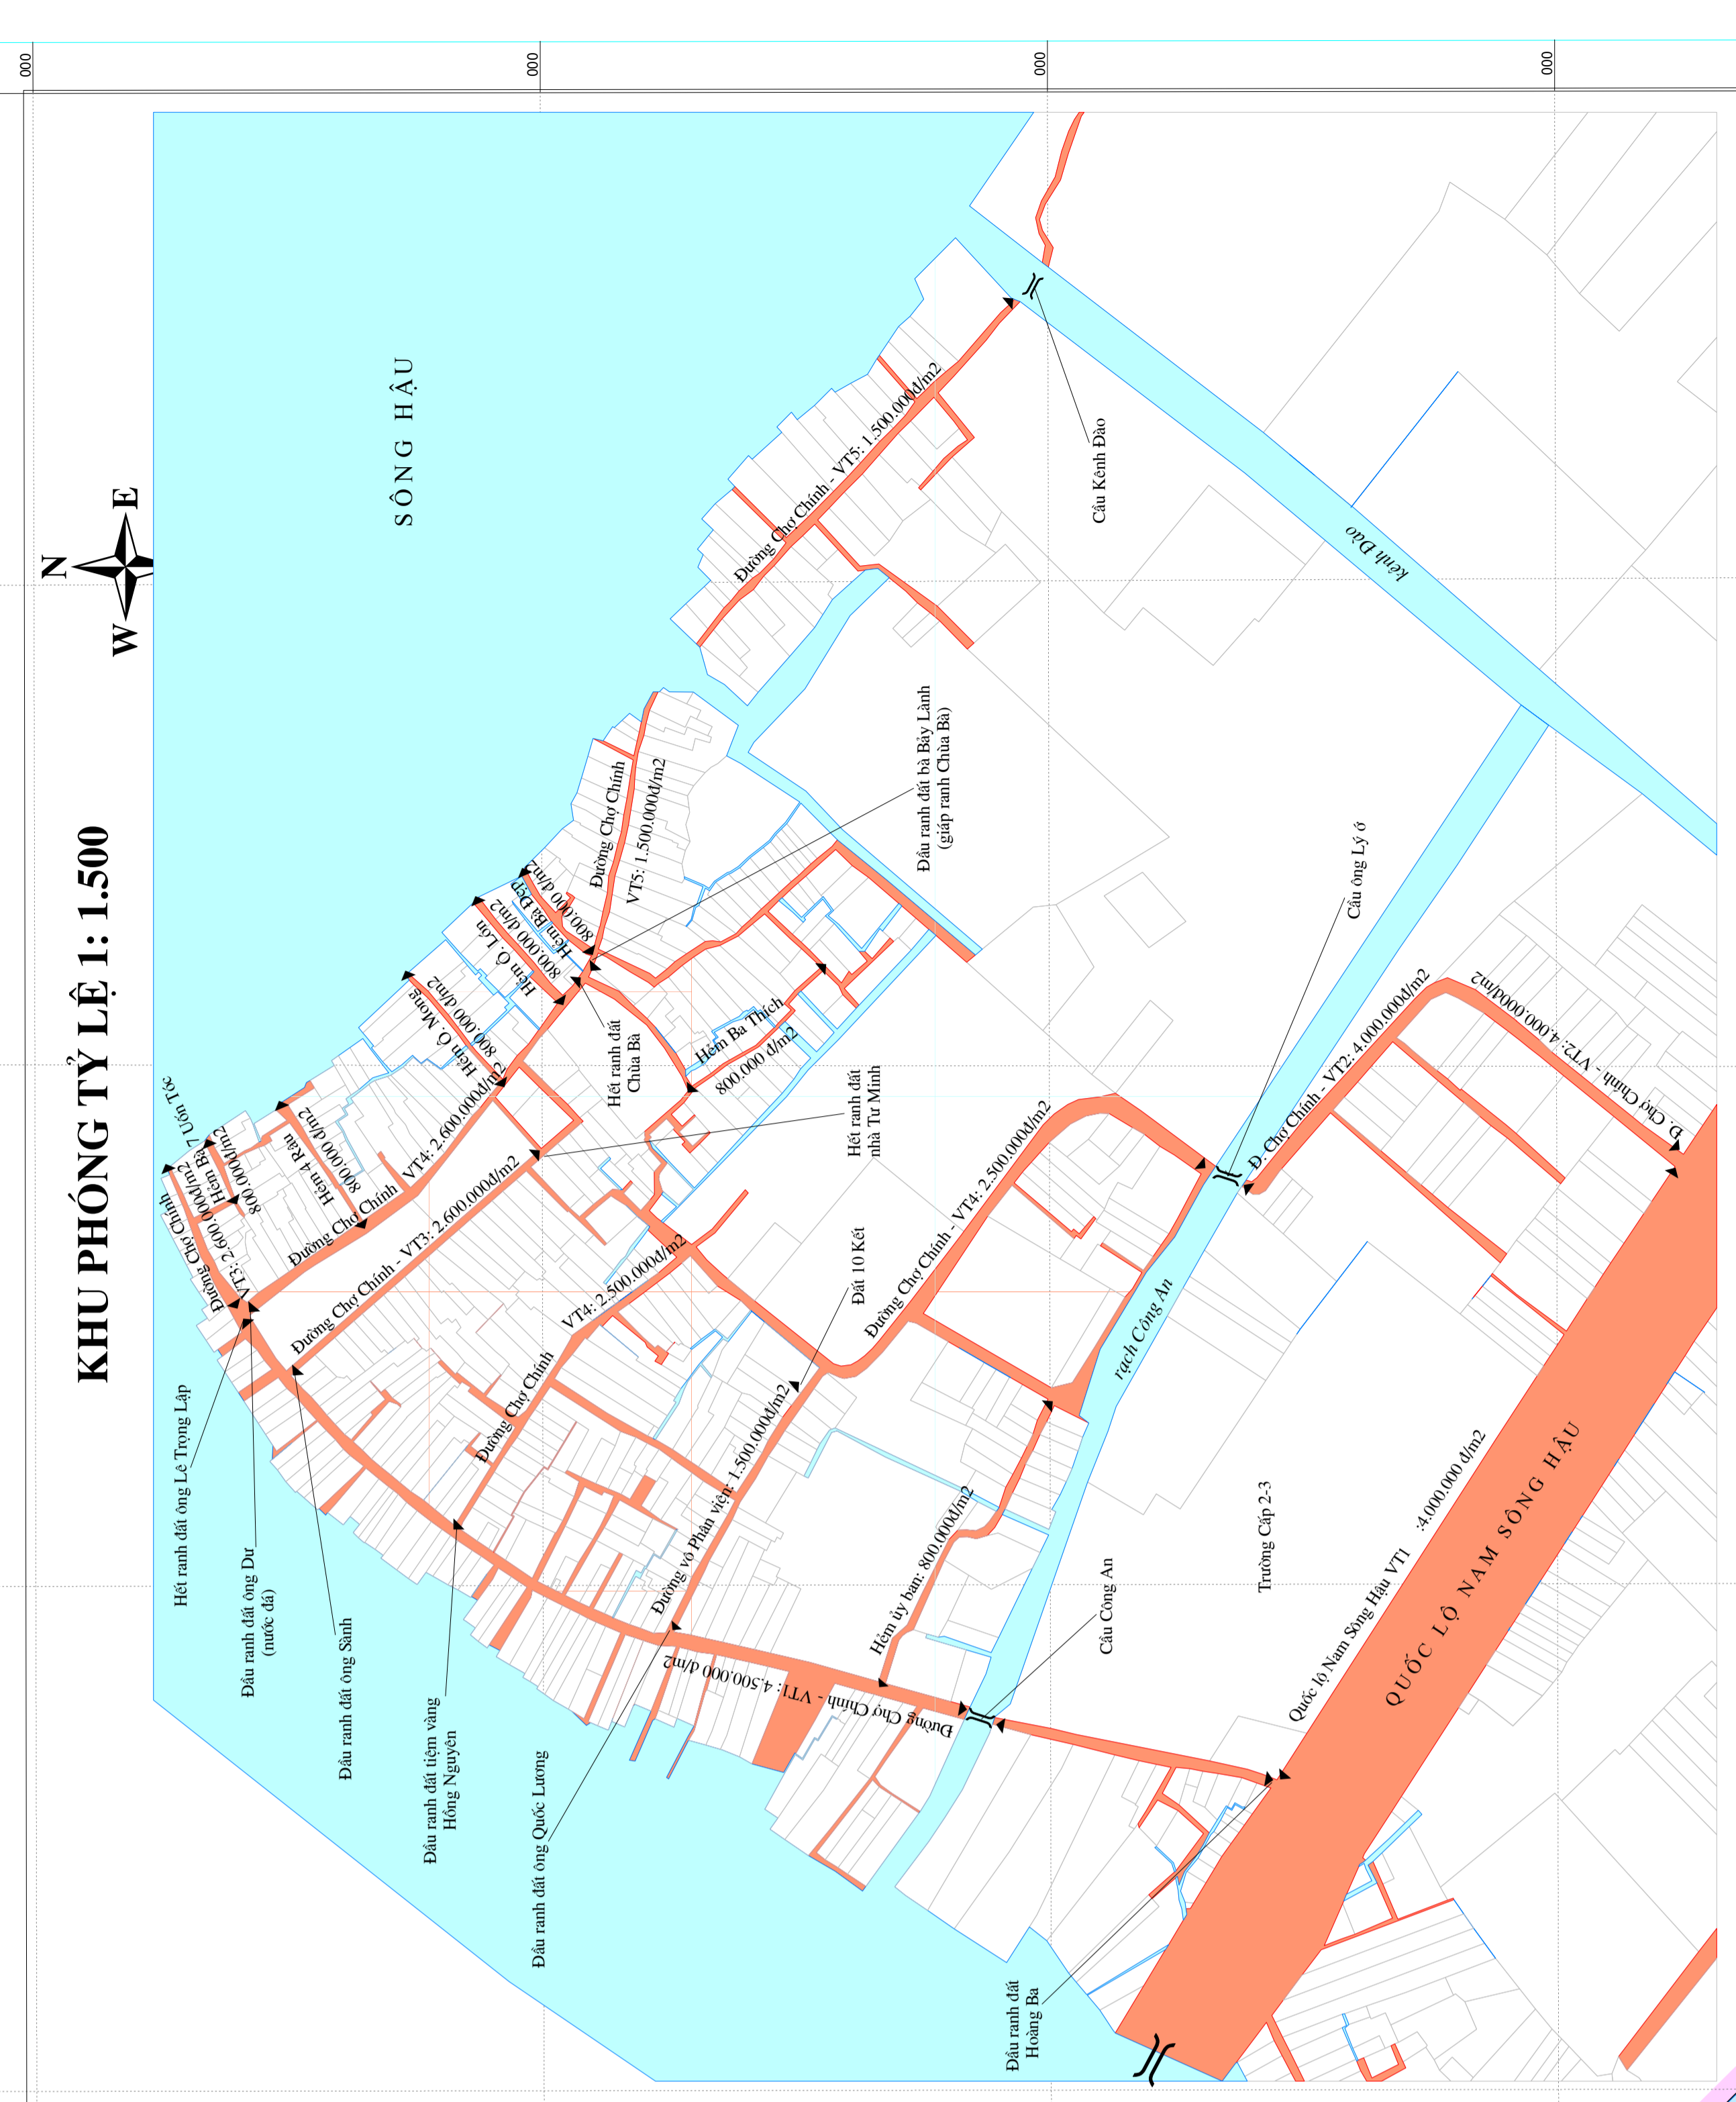 000
000
000
000
KHU PHÓNG TỶ LỆ 1: 1.500
N
W
E
SÔNG HẬU
Đường Chợ Chính - VT5: 1.500.000đ/m2
Cầu Kênh Đào
kênh Đào
Đầu ranh đất bà Bảy Lành
(giáp ranh Chùa Bà)
Đường Chợ Chính
VT5: 1.500.000đ/m2
Hẻm Bà Đẹp
800.000 đ/m2
Hẻm Ô. Lón
800.000 đ/m2
Hẻm Ô. Mong
800.000 đ/m2
Hẻm Bà 7 Uốn Tóc
800.000đ/m2
Hẻm 4 Râu
800.000 đ/m2
Đường Chợ Chính
VT4: 2.600.000đ/m2
Đường Chợ Chính
VT3: 2.600.000đ/m2
Đường Chợ Chính - VT3: 2.600.000đ/m2
Hết ranh đất
Chùa Bà
Hẻm Ba Thích
800.000 đ/m2
Hết ranh đất
nhà Tư Minh
Cầu ông Lý ở
Đ. Chợ Chính - VT2: 4.000.000đ/m2
Đ. Chợ Chính - VT2: 4.000.000đ/m2
Đường Chợ Chính - VT4: 2.500.000đ/m2
Đất 10 Kết
Đường Chợ Chính
VT4: 2.500.000đ/m2
rạch Công An
Hết ranh đất ông Lê Trọng Lập
Đầu ranh đất ông Dư
(nước đá)
Đầu ranh đất ông Sành
Đầu ranh đất tiệm vàng
Hồng Nguyên
Đầu ranh đất ông Quốc Lương
Đường vô Phân viện: 1.500.000đ/m2
Hẻm ủy ban: 800.000đ/m2
Đường Chợ Chính - VT1: 4.500.000 đ/m2
Cầu Công An
Trường Cấp 2-3
Quốc lộ Nam Sông Hậu VT1 :4.000.000 đ/m2
QUỐC LỘ NAM SÔNG HẬU
Đầu ranh đất
Hoàng Ba